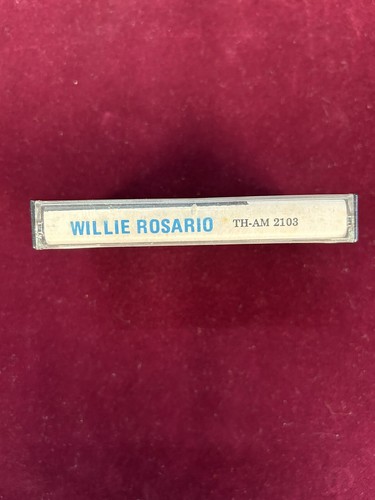 WILLIE ROSARIO TH-AM 2103